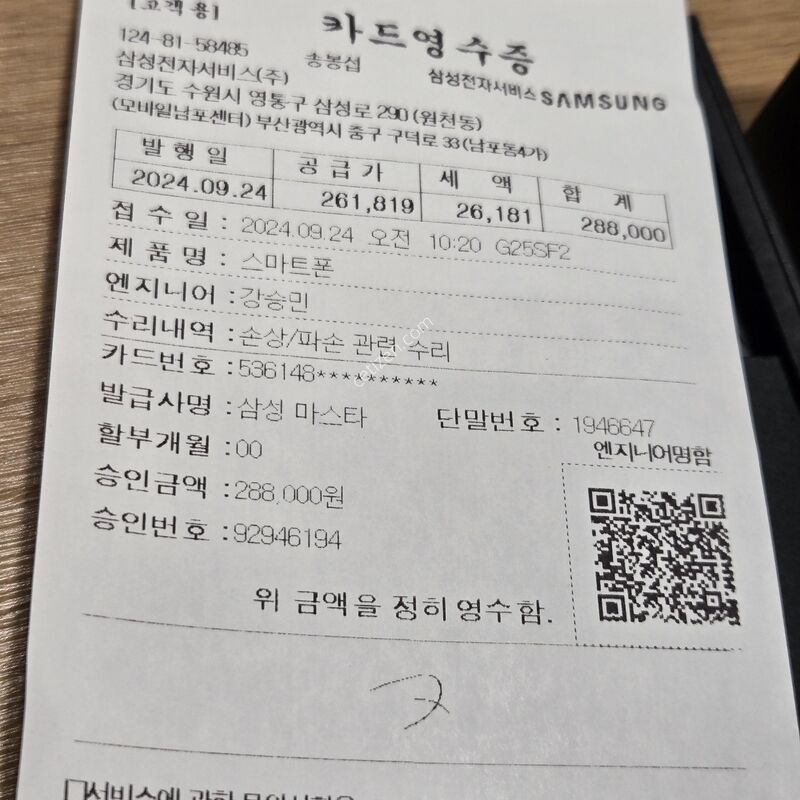 [고객용]
카드영수증
124-81-58485
삼성전자서비스(주) 송봉섭 삼성전자서비스 SAMSUNG
경기도 수원시 영통구 삼성로 290 (원천동)
(모바일남포센터) 부산광역시 중구 구덕로 33(남포동4가)
발 행 일 공 급 가 세 액 합 계
2024.09.24 261,819 26,181 288,000
접 수 일 : 2024.09.24 오전 10:20 G25SF2
제 품 명 : 스마트폰
엔지니어 : 강승민
수리내역 : 손상/파손 관련 수리
카드번호 : 536148**********
발급사명 : 삼성 마스타 단말번호 : 1946647
할부개월 : 00
엔지니어명함
승인금액 : 288,000원
승인번호 : 92946194
위 금액을 정히 영수함.